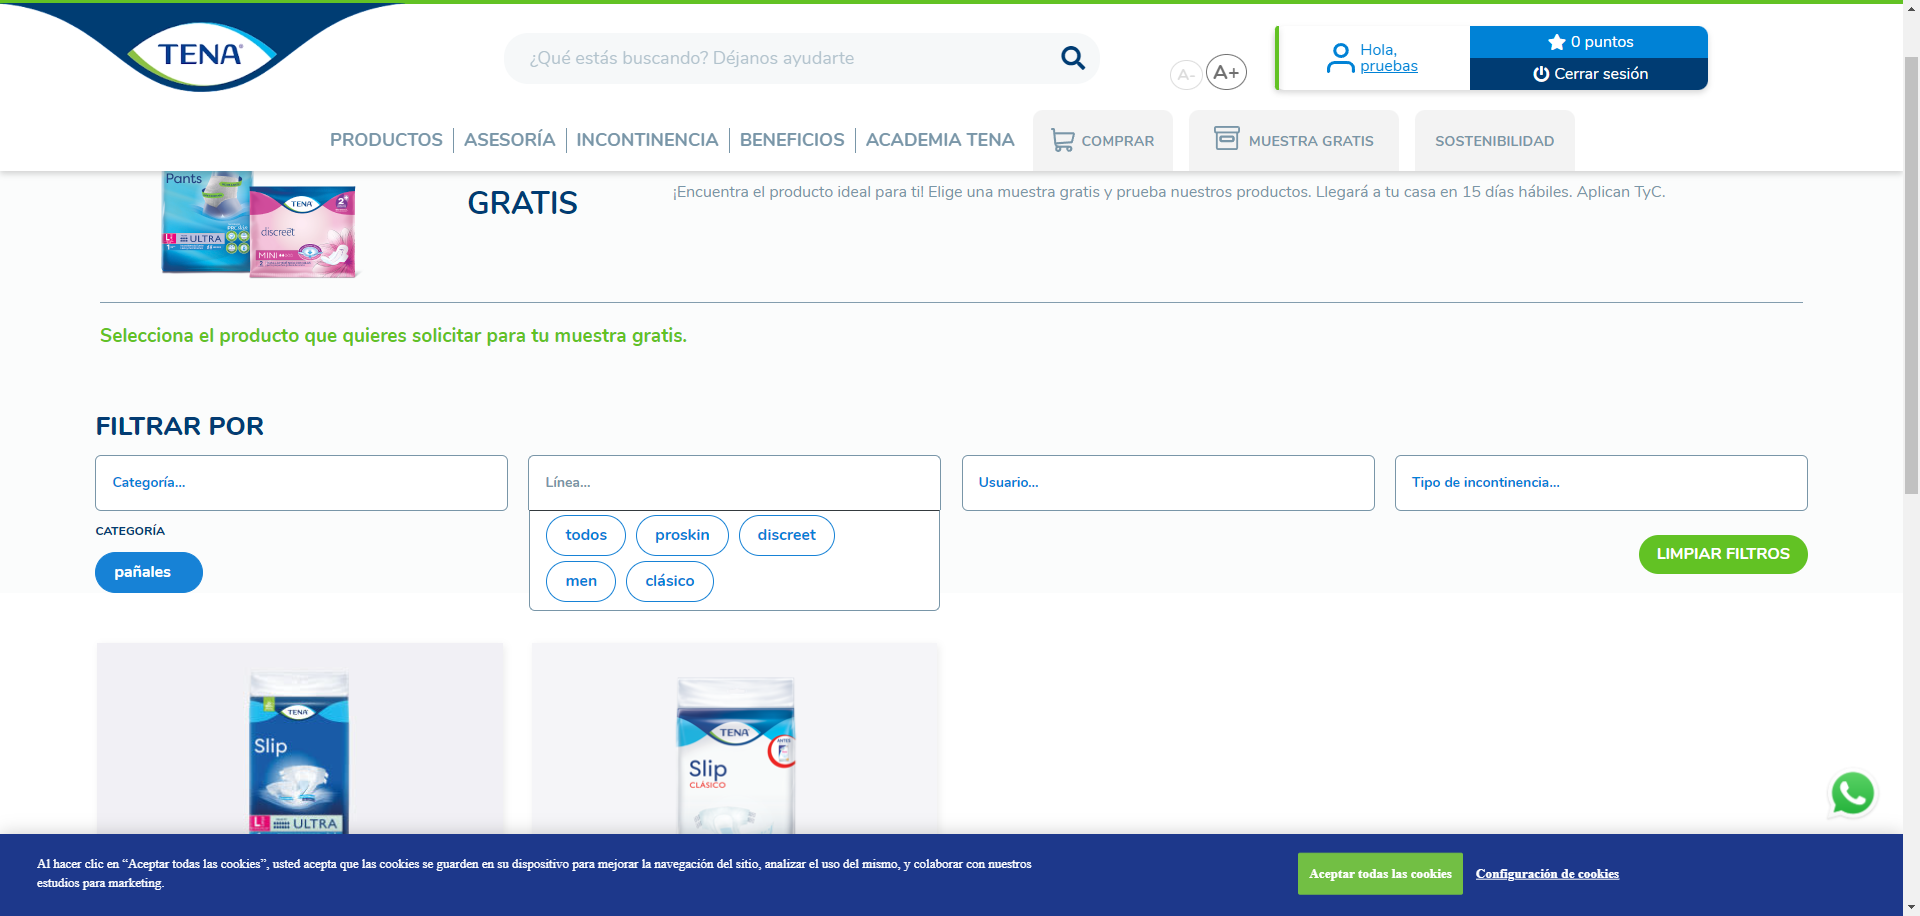 TENA
¿Qué estás buscando? Déjanos ayudarte
A-
A+
Hola,
pruebas
0 puntos
Cerrar sesión
PRODUCTOS
ASESORÍA
INCONTINENCIA
BENEFICIOS
ACADEMIA TENA
COMPRAR
MUESTRA GRATIS
SOSTENIBILIDAD
Pants
L
ULTRA
TENA
2
discreet
MINI
GRATIS
¡Encuentra el producto ideal para ti! Elige una muestra gratis y prueba nuestros productos. Llegará a tu casa en 15 días hábiles. Aplican TyC.
Selecciona el producto que quieres solicitar para tu muestra gratis.
FILTRAR POR
Categoría...
Línea...
Usuario...
Tipo de incontinencia...
CATEGORÍA
pañales
todos
proskin
discreet
men
clásico
LIMPIAR FILTROS
TENA
Slip
L
ULTRA
TENA
ANTES
Slip
CLÁSICO
Al hacer clic en “Aceptar todas las cookies”, usted acepta que las cookies se guarden en su dispositivo para mejorar la navegación del sitio, analizar el uso del mismo, y colaborar con nuestros
estudios para marketing.
Aceptar todas las cookies
Configuración de cookies